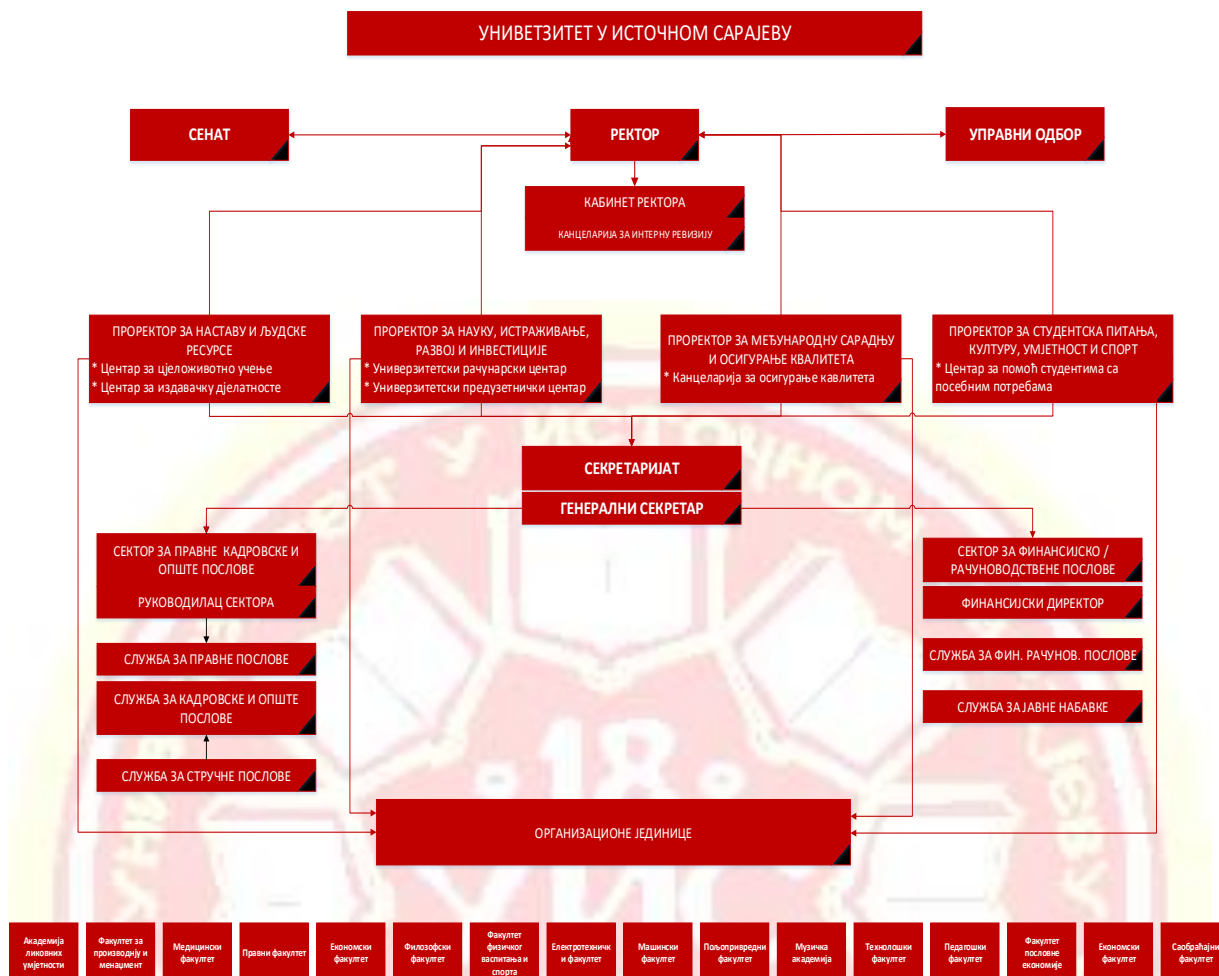 УНИВЕТЗИТЕТ У ИСТОЧНОМ САРАЈЕВУ
СЕНАТ
РЕКТОР
УПРАВНИ ОДБОР
КАБИНЕТ РЕКТОРА
КАНЦЕЛАРИЈА ЗА ИНТЕРНУ РЕВИЗИЈУ
ПРОРЕКТОР ЗА НАСТАВУ И ЉУДСКЕ
РЕСУРСЕ
* Центар за цјеложивотно учење
* Центар за издавачку дјелатносте
ПРОРЕКТОР ЗА НАУКУ, ИСТРАЖИВАЊЕ,
РАЗВОЈ И ИНВЕСТИЦИЈЕ
* Универзитетски рачунарски центар
* Универзитетски предузетнички центар
ПРОРЕКТОР ЗА МЕЂУНАРОДНУ САРАДЊУ
И ОСИГУРАЊЕ КВАЛИТЕТА
* Канцеларија за осигурање кавлитета
ПРОРЕКТОР ЗА СТУДЕНТСКА ПИТАЊА,
КУЛТУРУ, УМЈЕТНОСТ И СПОРТ
* Центар за помоћ студентима са
посебним потребама
СЕКРЕТАРИЈАТ
ГЕНЕРАЛНИ СЕКРЕТАР
СЕКТОР ЗА ПРАВНЕ КАДРОВСКЕ И
ОПШТЕ ПОСЛОВЕ
РУКОВОДИЛАЦ СЕКТОРА
СЛУЖБА ЗА ПРАВНЕ ПОСЛОВЕ
СЛУЖБА ЗА КАДРОВСКЕ И ОПШТЕ
ПОСЛОВЕ
СЛУЖБА ЗА СТРУЧНЕ ПОСЛОВЕ
СЕКТОР ЗА ФИНАНСИЈСКО /
РАЧУНОВОДСТВЕНЕ ПОСЛОВЕ
ФИНАНСИЈСКИ ДИРЕКТОР
СЛУЖБА ЗА ФИН. РАЧУНОВ. ПОСЛОВЕ
СЛУЖБА ЗА ЈАВНЕ НАБАВКЕ
ОРГАНИЗАЦИОНЕ ЈЕДИНИЦЕ
Академија
ликовних
умјетности
Факултет за
производњу и
менаџмент
Медицински
факултет
Правни факултет
Економски
факултет
Филозофски
факултет
Факултет
физичког
васпитања и
спорта
Електротехничк
и факултет
Машински
факултет
Пољопривредни
факултет
Музичка
академија
Технолошки
факултет
Педагошки
факултет
Факултет
пословне
економије
Економски
факултет
Саобраћајни
факултет